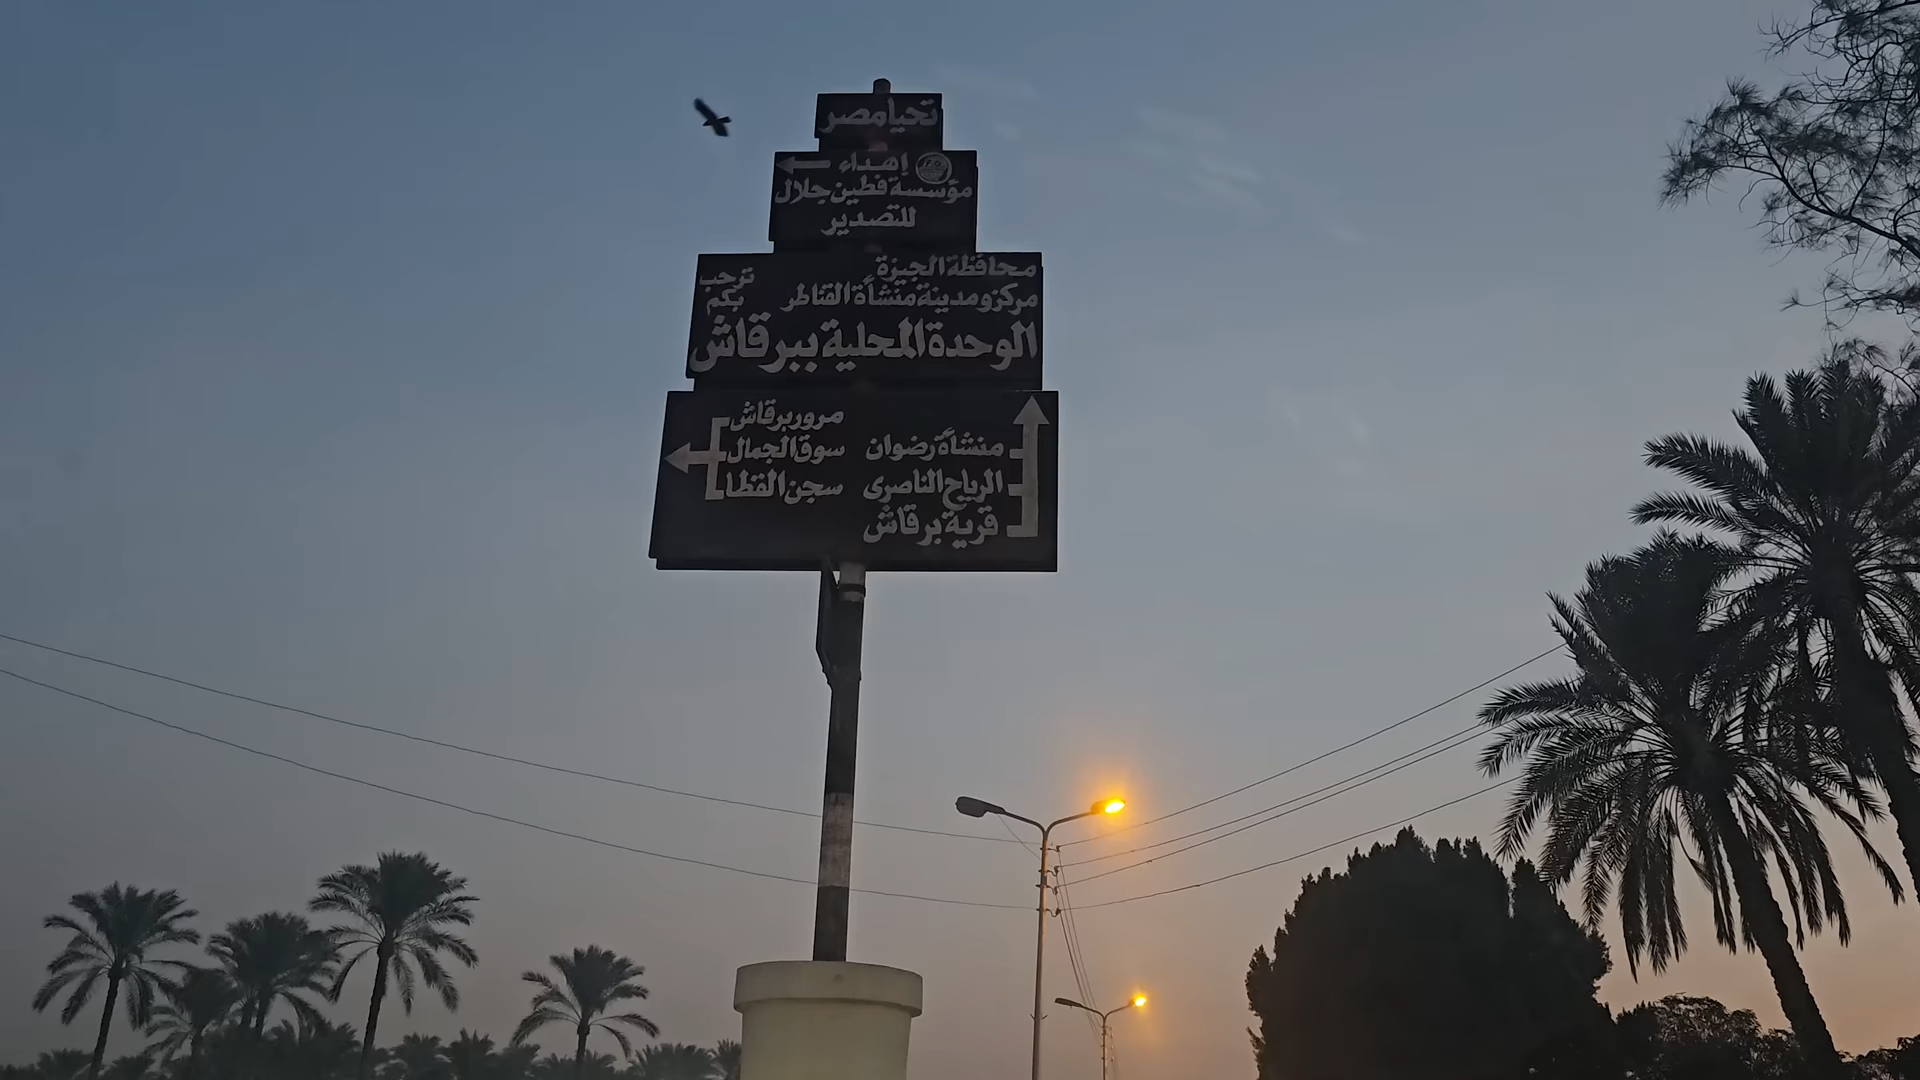 تحيا مصر
إهداء
مؤسسة فطين جلال
للتصدير
محافظة الجيزة
مركز ومدينة منشأة القناطر
ترحب
بكم
الوحدة المحلية ببرقاش
منشأة رضوان
الرياح الناصرى
قرية برقاش
مرور برقاش
سوق الجمال
سجن القطا